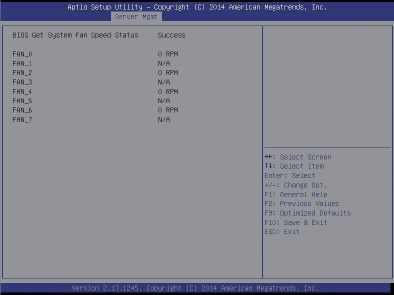 Aptio Setup Utility – Copyright (C) 2014 American Megatrends, Inc.
Server Mgmt
BIOS Get System Fan Speed Status    Success
FAN_0    0 RPM
FAN_1    N/A
FAN_2    0 RPM
FAN_3    N/A
FAN_4    0 RPM
FAN_5    N/A
FAN_6    0 RPM
FAN_7    N/A
→←: Select Screen
↑↓: Select Item
Enter: Select
+/-: Change Opt.
F1: General Help
F2: Previous Values
F9: Optimized Defaults
F10: Save & Exit
ESC: Exit
Version 2.17.1245. Copyright (C) 2014 American Megatrends, Inc.